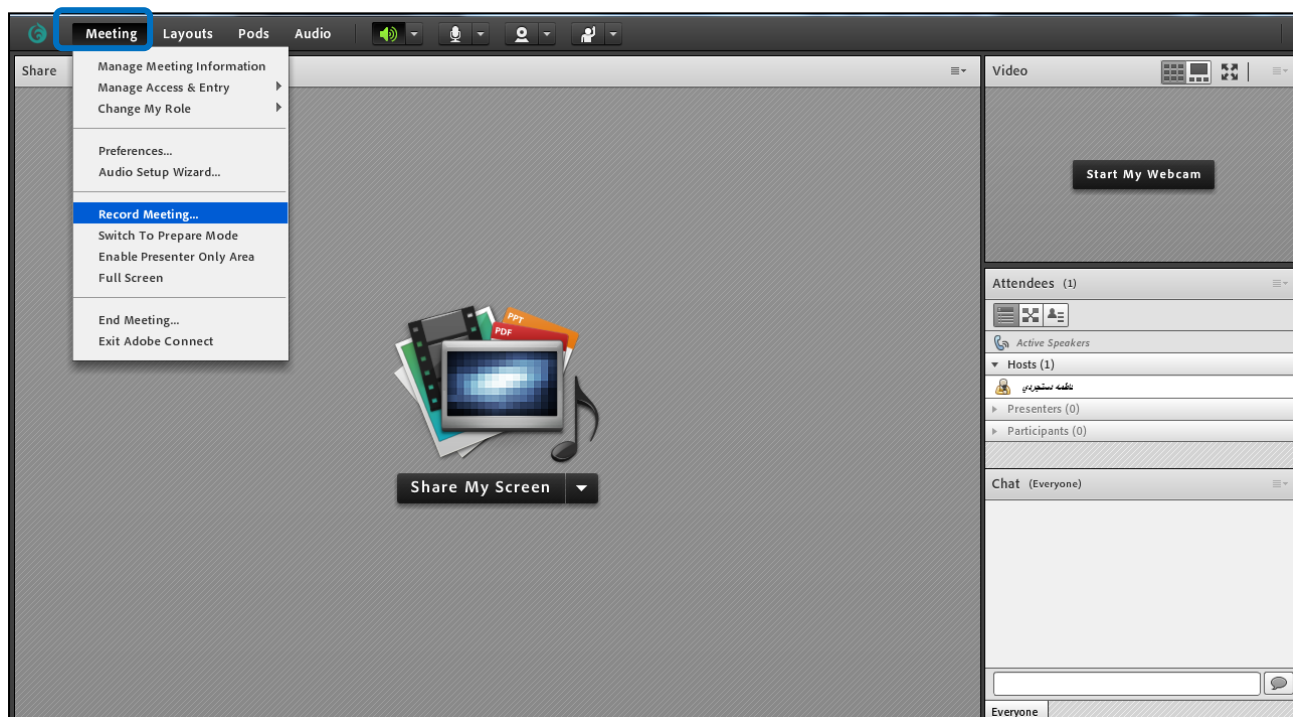 Meeting Layouts Pods Audio
Share
Manage Meeting Information
Manage Access & Entry
Change My Role
Preferences...
Audio Setup Wizard...
Record Meeting...
Switch To Prepare Mode
Enable Presenter Only Area
Full Screen
End Meeting...
Exit Adobe Connect
PPT
PDF
Share My Screen
Video
Start My Webcam
Attendees (1)
Active Speakers
Hosts (1)
دستجردي
Presenters (0)
Participants (0)
Chat (Everyone)
Everyone